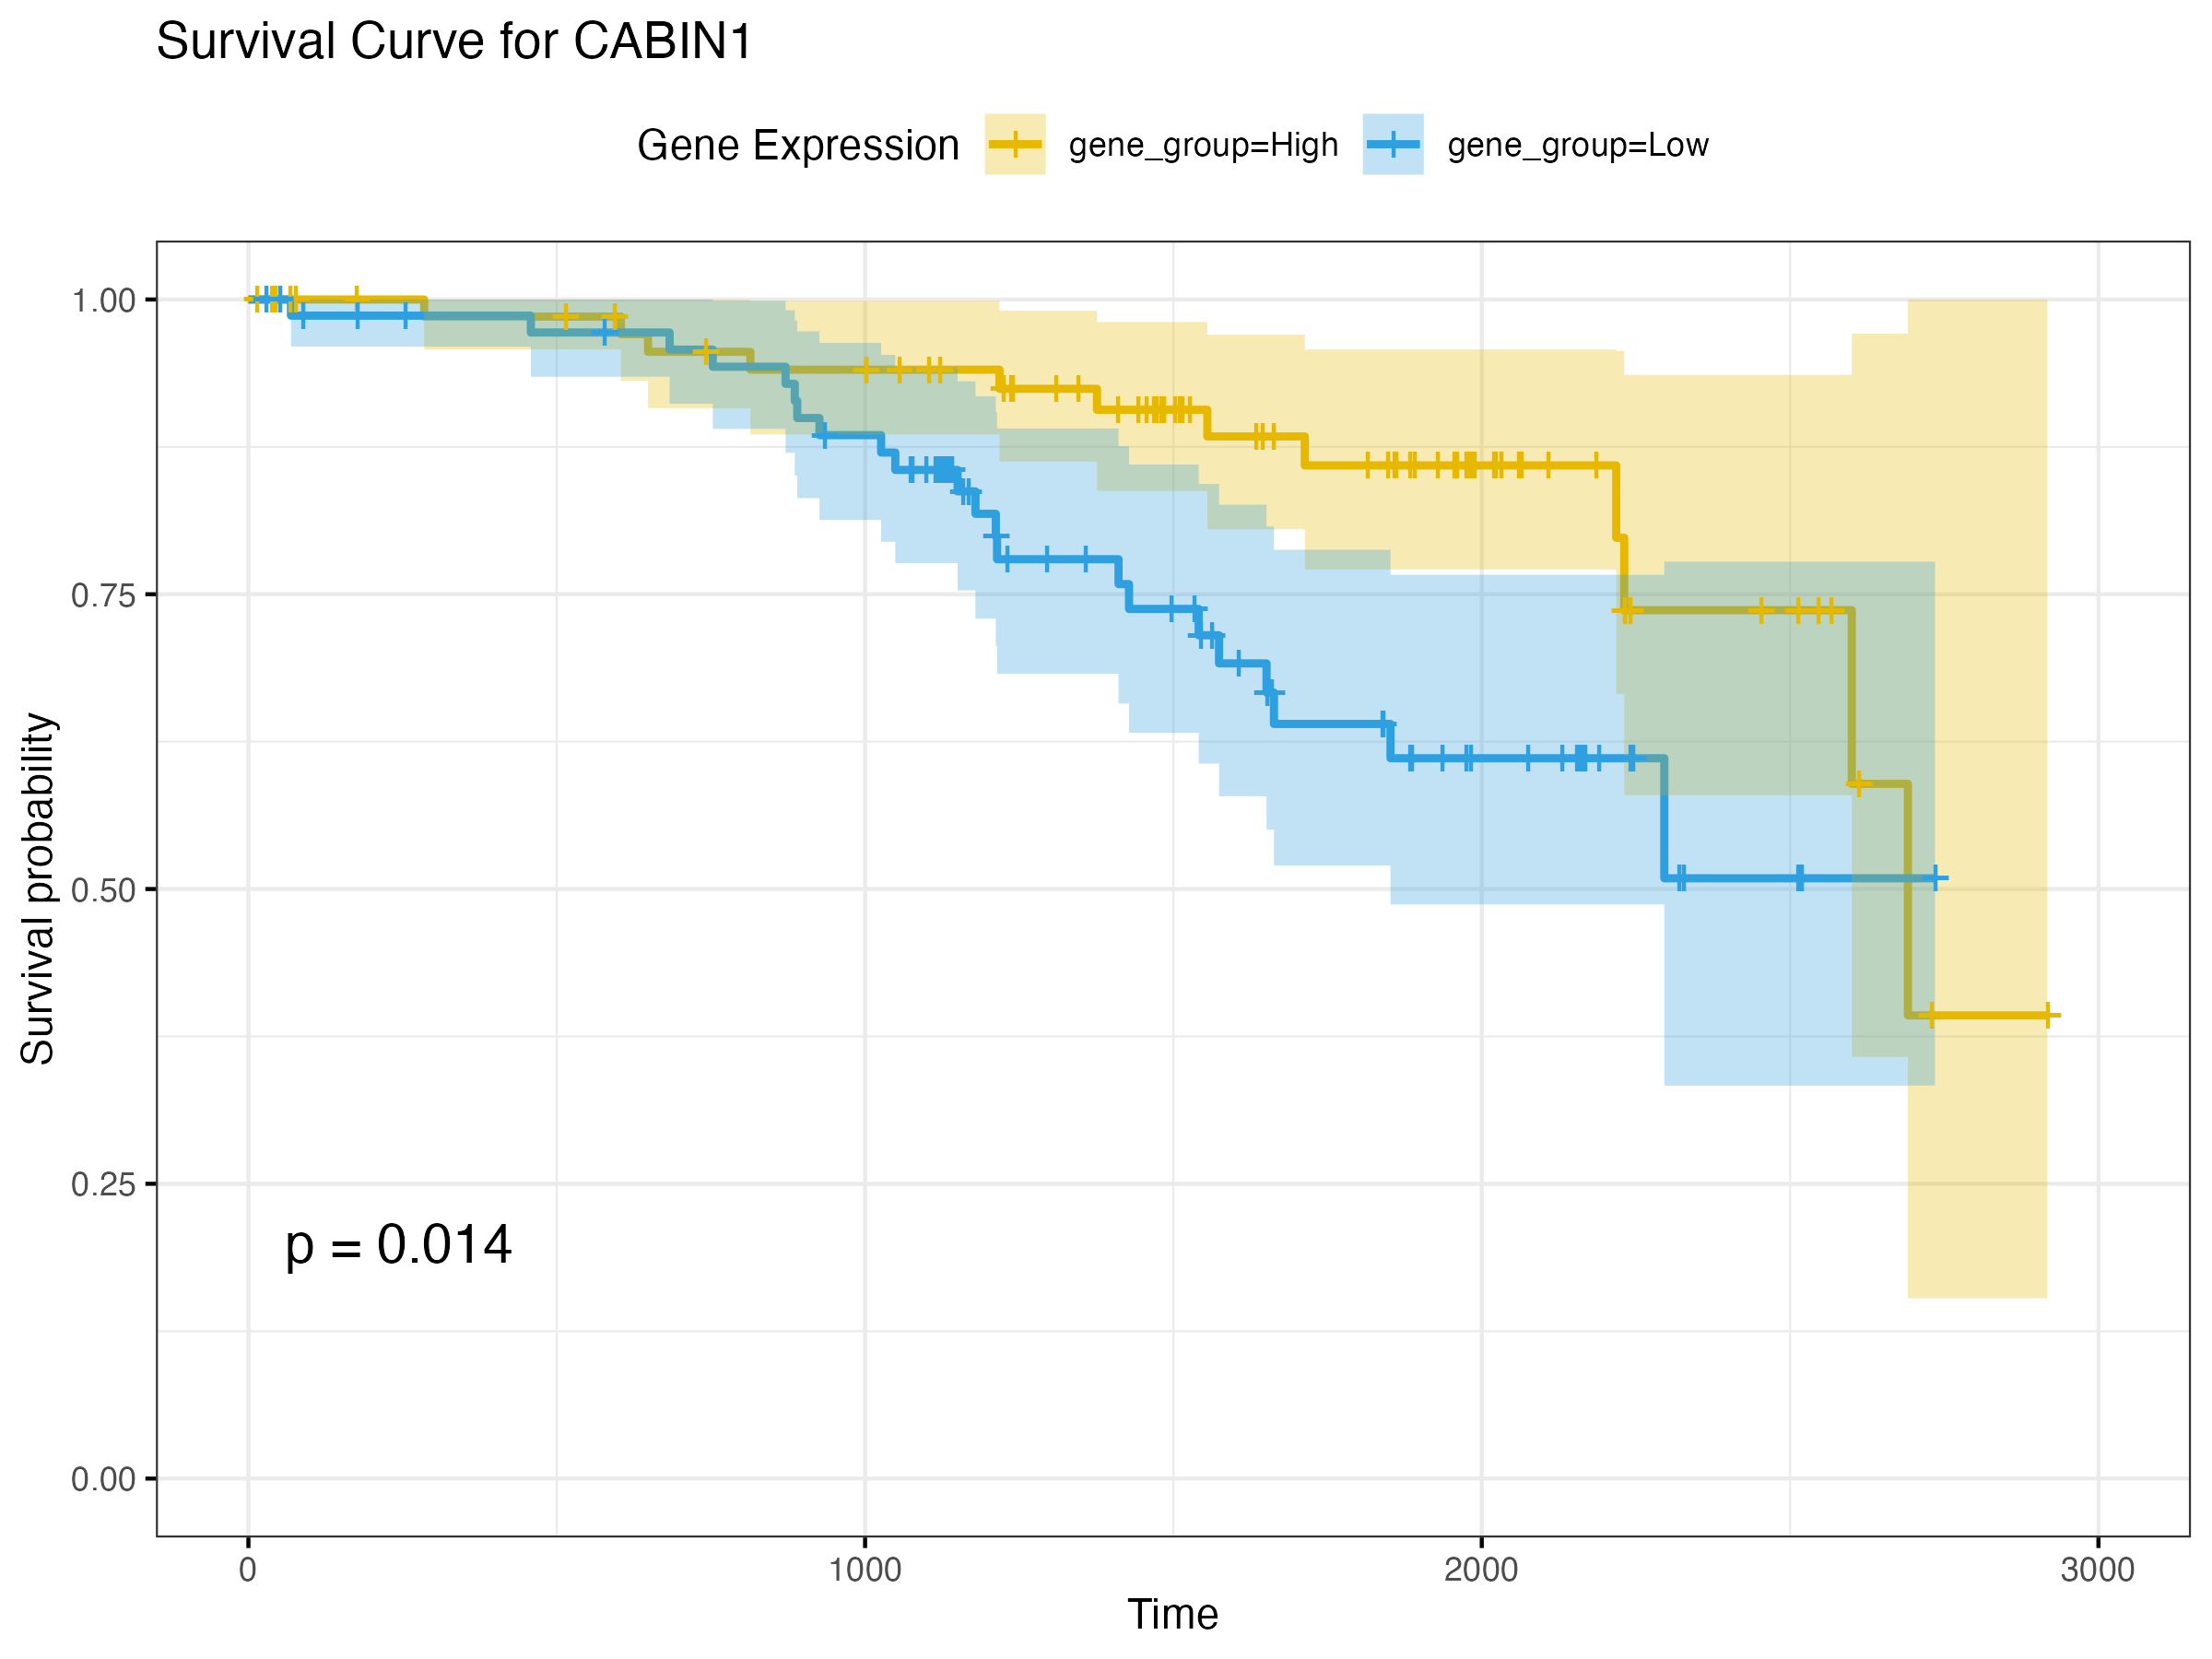 Survival Curve for CABIN1
Gene Expression gene_group=High gene_group=Low
Survival probability
1.00
0.75
0.50
0.25
0.00
p = 0.014
0 1000 2000 3000
Time